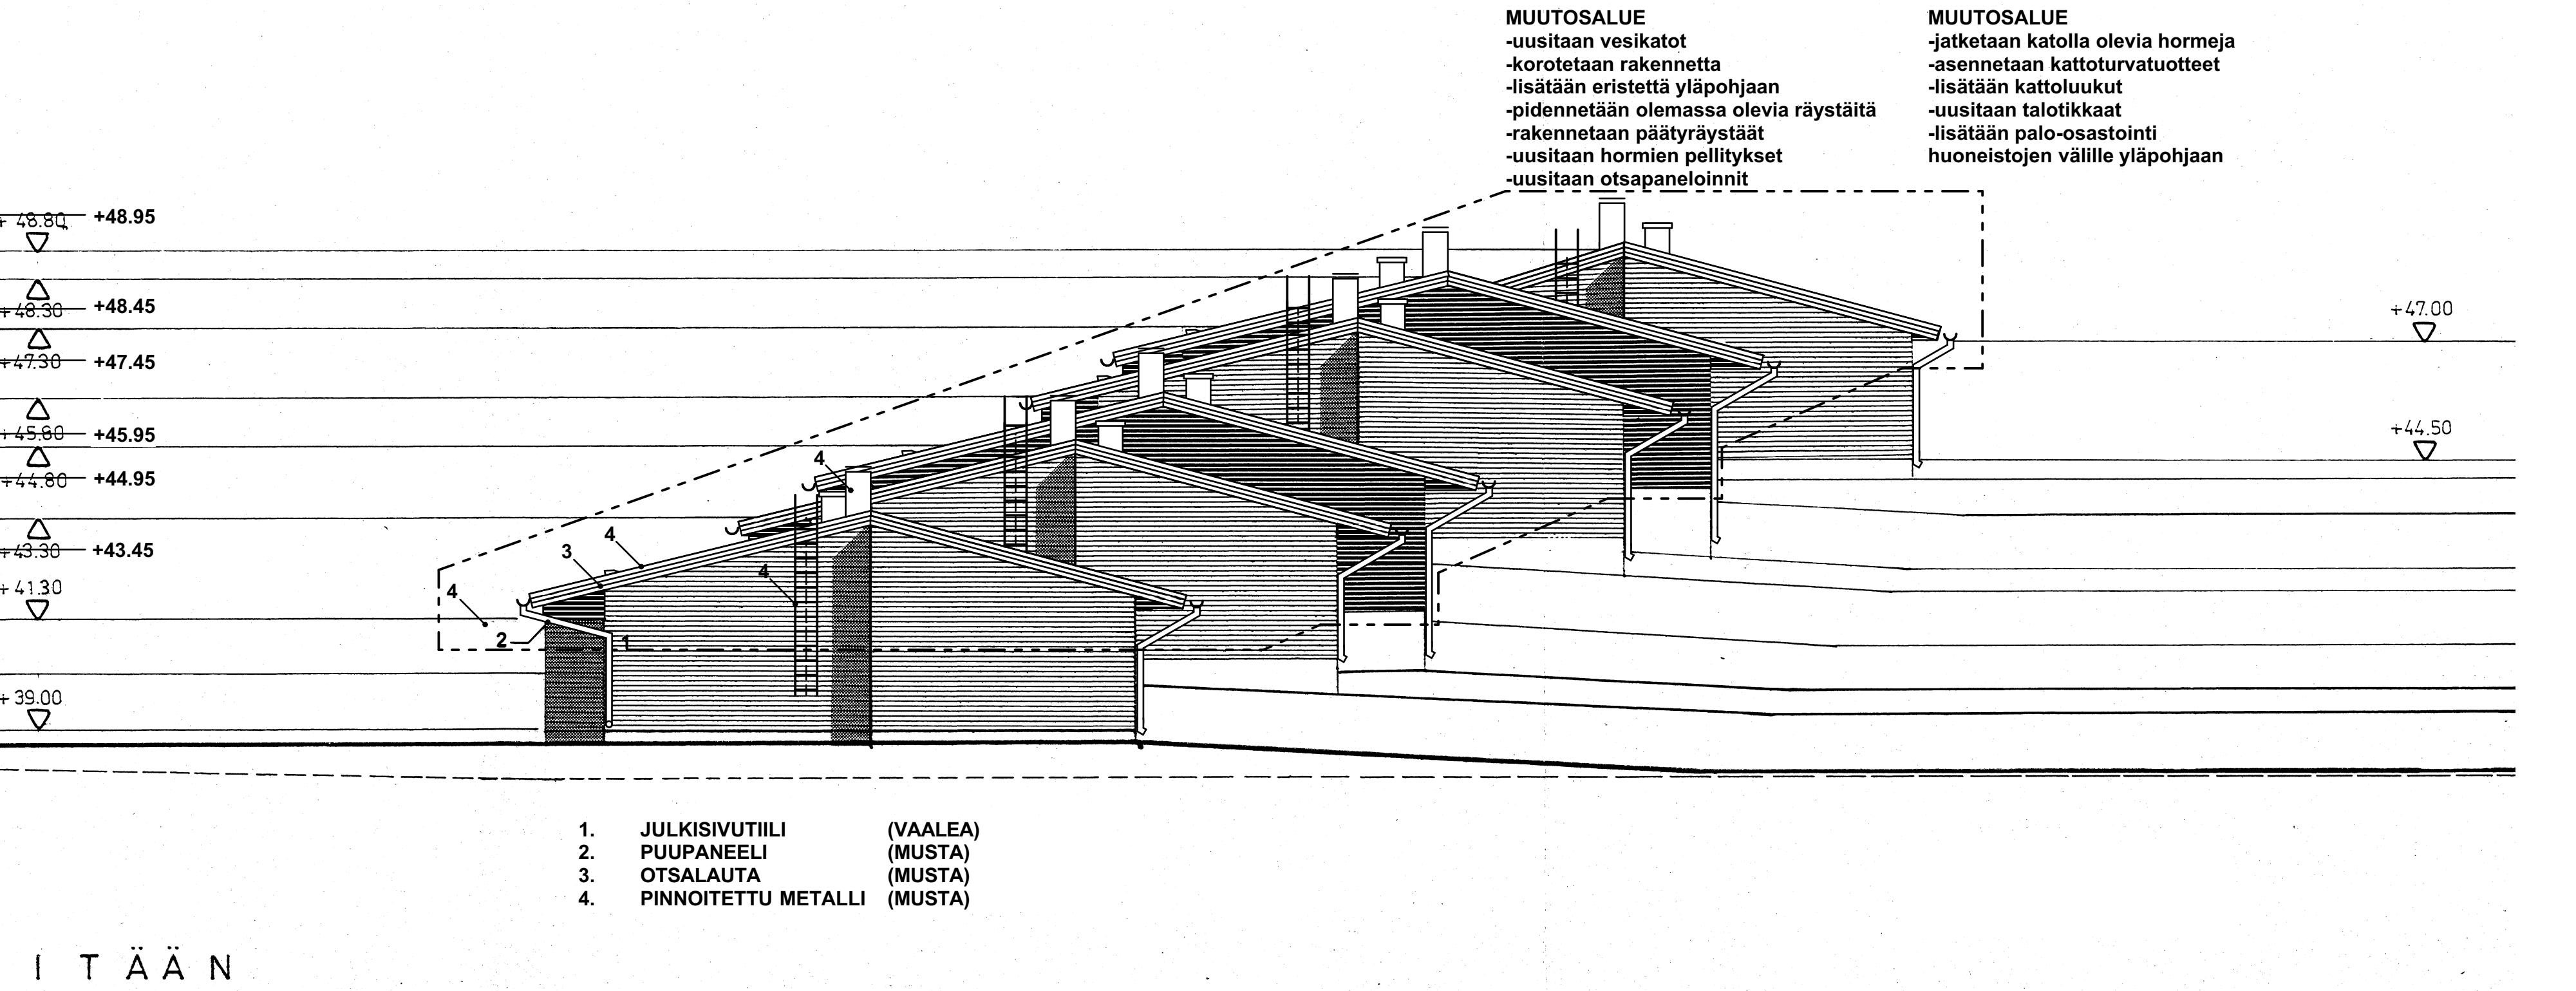 MUUTOSALUE
-uusitaan vesikatot
-korotetaan rakennetta
-lisätään eristettä yläpohjaan
-pidennetään olemassa olevia räystäitä
-rakennetaan päätyräystäät
-uusitaan hormien pellitykset
-uusitaan otsapaneloinnit
MUUTOSALUE
-jatketaan katolla olevia hormeja
-asennetaan kattoturvatuotteet
-lisätään kattoluukut
-uusitaan talotikkaat
-lisätään palo-osastointi
huoneistojen välille yläpohjaan
+ 48.80 +48.95
+48.30 +48.45
+47.30 +47.45
+45.80 +45.95
+44.80 +44.95
+43.30 +43.45
+ 41.30
+ 39.00
+47.00
+44.50
4
4
3
4
4
2
1
1. JULKISIVUTIILI (VAALEA)
2. PUUPANEELI (MUSTA)
3. OTSALAUTA (MUSTA)
4. PINNOITETTU METALLI (MUSTA)
I T Ä Ä N